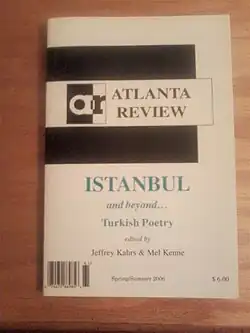 ar
ATLANTA
REVIEW
ISTANBUL
and beyond...
Turkish Poetry
edited by
Jeffrey Kahrs & Mel Kenne
Spring/Summer 2006
$ 6.00